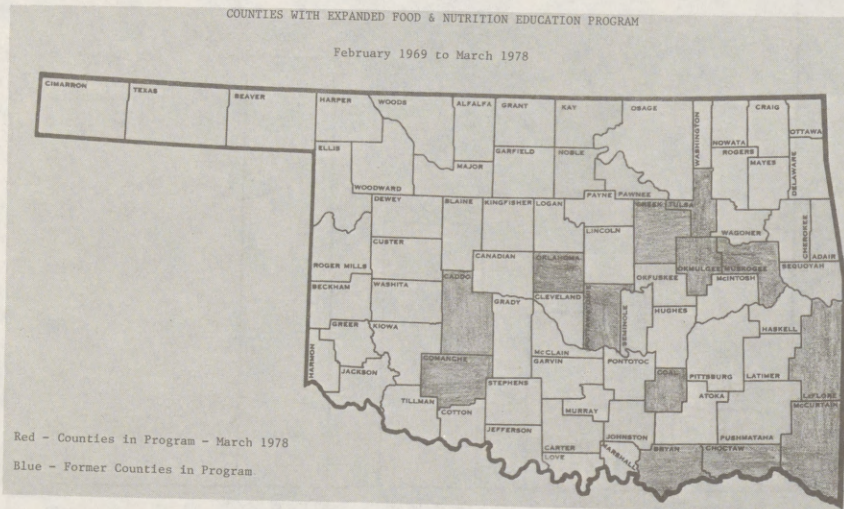 COUNTIES WITH EXPANDED FOOD & NUTRITION EDUCATION PROGRAM
February 1969 to March 1978
CIMARRON
TEXAS
BEAVER
HARPER
WOODS
ALFALFA
GRANT
KAY
OSAGE
WASHINGTON
NOWATA
CRAIG
OTTAWA
ROGERS
MAYES
DELAWARE
ELLIS
WOODWARD
MAJOR
GARFIELD
NOBLE
PAYNE
PAWNEE
CREEK
TULSA
WAGONER
CHEROKEE
ADAIR
DEWEY
BLAINE
KINGFISHER
LOGAN
LINCOLN
CUSTER
CANADIAN
OKLAHOMA
OKFUSKEE
OKMULGEE
MUSKOGEE
SEQUOYAH
ROGER MILLS
CADDO
McINTOSH
BECKHAM
WASHITA
GRADY
CLEVELAND
SEMINOLE
HUGHES
HASKELL
GREER
KIOWA
HARMON
JACKSON
COMANCHE
McCLAIN
GARVIN
PONTOTOC
COAL
PITTSBURG
LATIMER
LeFLORE
TILLMAN
COTTON
STEPHENS
MURRAY
ATOKA
McCURTAIN
JEFFERSON
CARTER
LOVE
JOHNSTON
MARSHALL
BRYAN
CHOCTAW
PUSHMATAHA
Red - Counties in Program - March 1978
Blue - Former Counties in Program